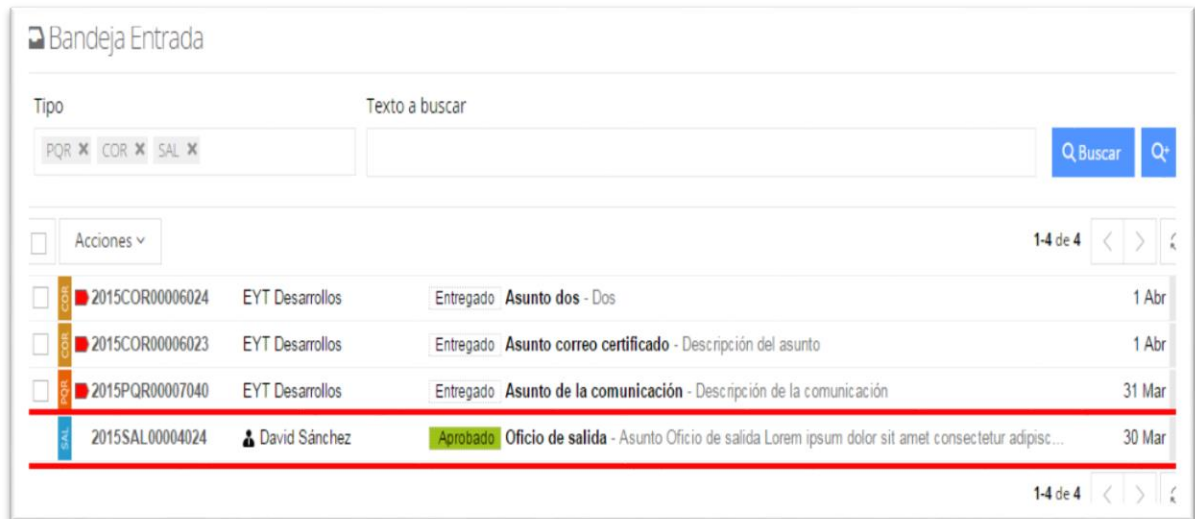 Bandeja Entrada
Tipo Texto a buscar
PQR COR SAL Buscar
Acciones 1-4 de 4
COR 2015COR00006024 EYT Desarrollos Entregado Asunto dos - Dos 1 Abr
COR 2015COR00006023 EYT Desarrollos Entregado Asunto correo certificado - Descripción del asunto 1 Abr
PQR 2015PQR00007040 EYT Desarrollos Entregado Asunto de la comunicación - Descripción de la comunicación 31 Mar
SAL 2015SAL00004024 David Sánchez Aprobado Oficio de salida - Asunto Oficio de salida Lorem ipsum dolor sit amet consectetur adipisc... 30 Mar
1-4 de 4